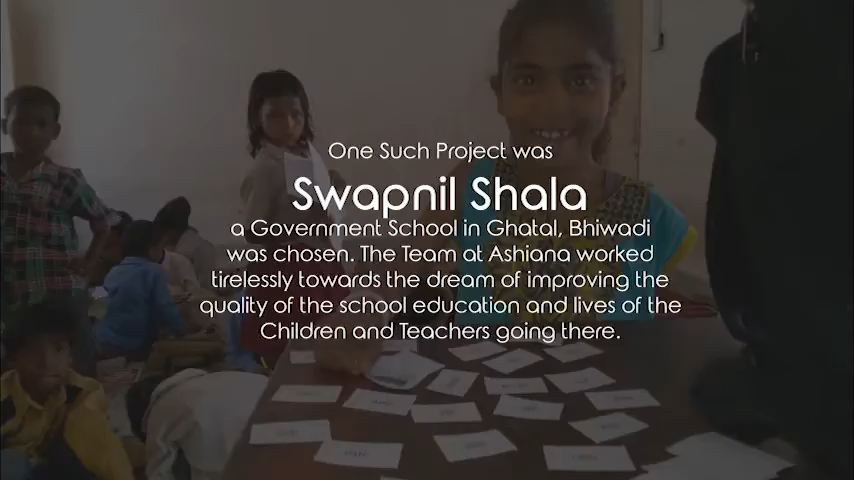 One Such Project was
Swapnil Shala
a Government School in Ghatal, Bhiwadi
was chosen. The Team at Ashiana worked
tirelessly towards the dream of improving the
quality of the school education and lives of the
Children and Teachers going there.